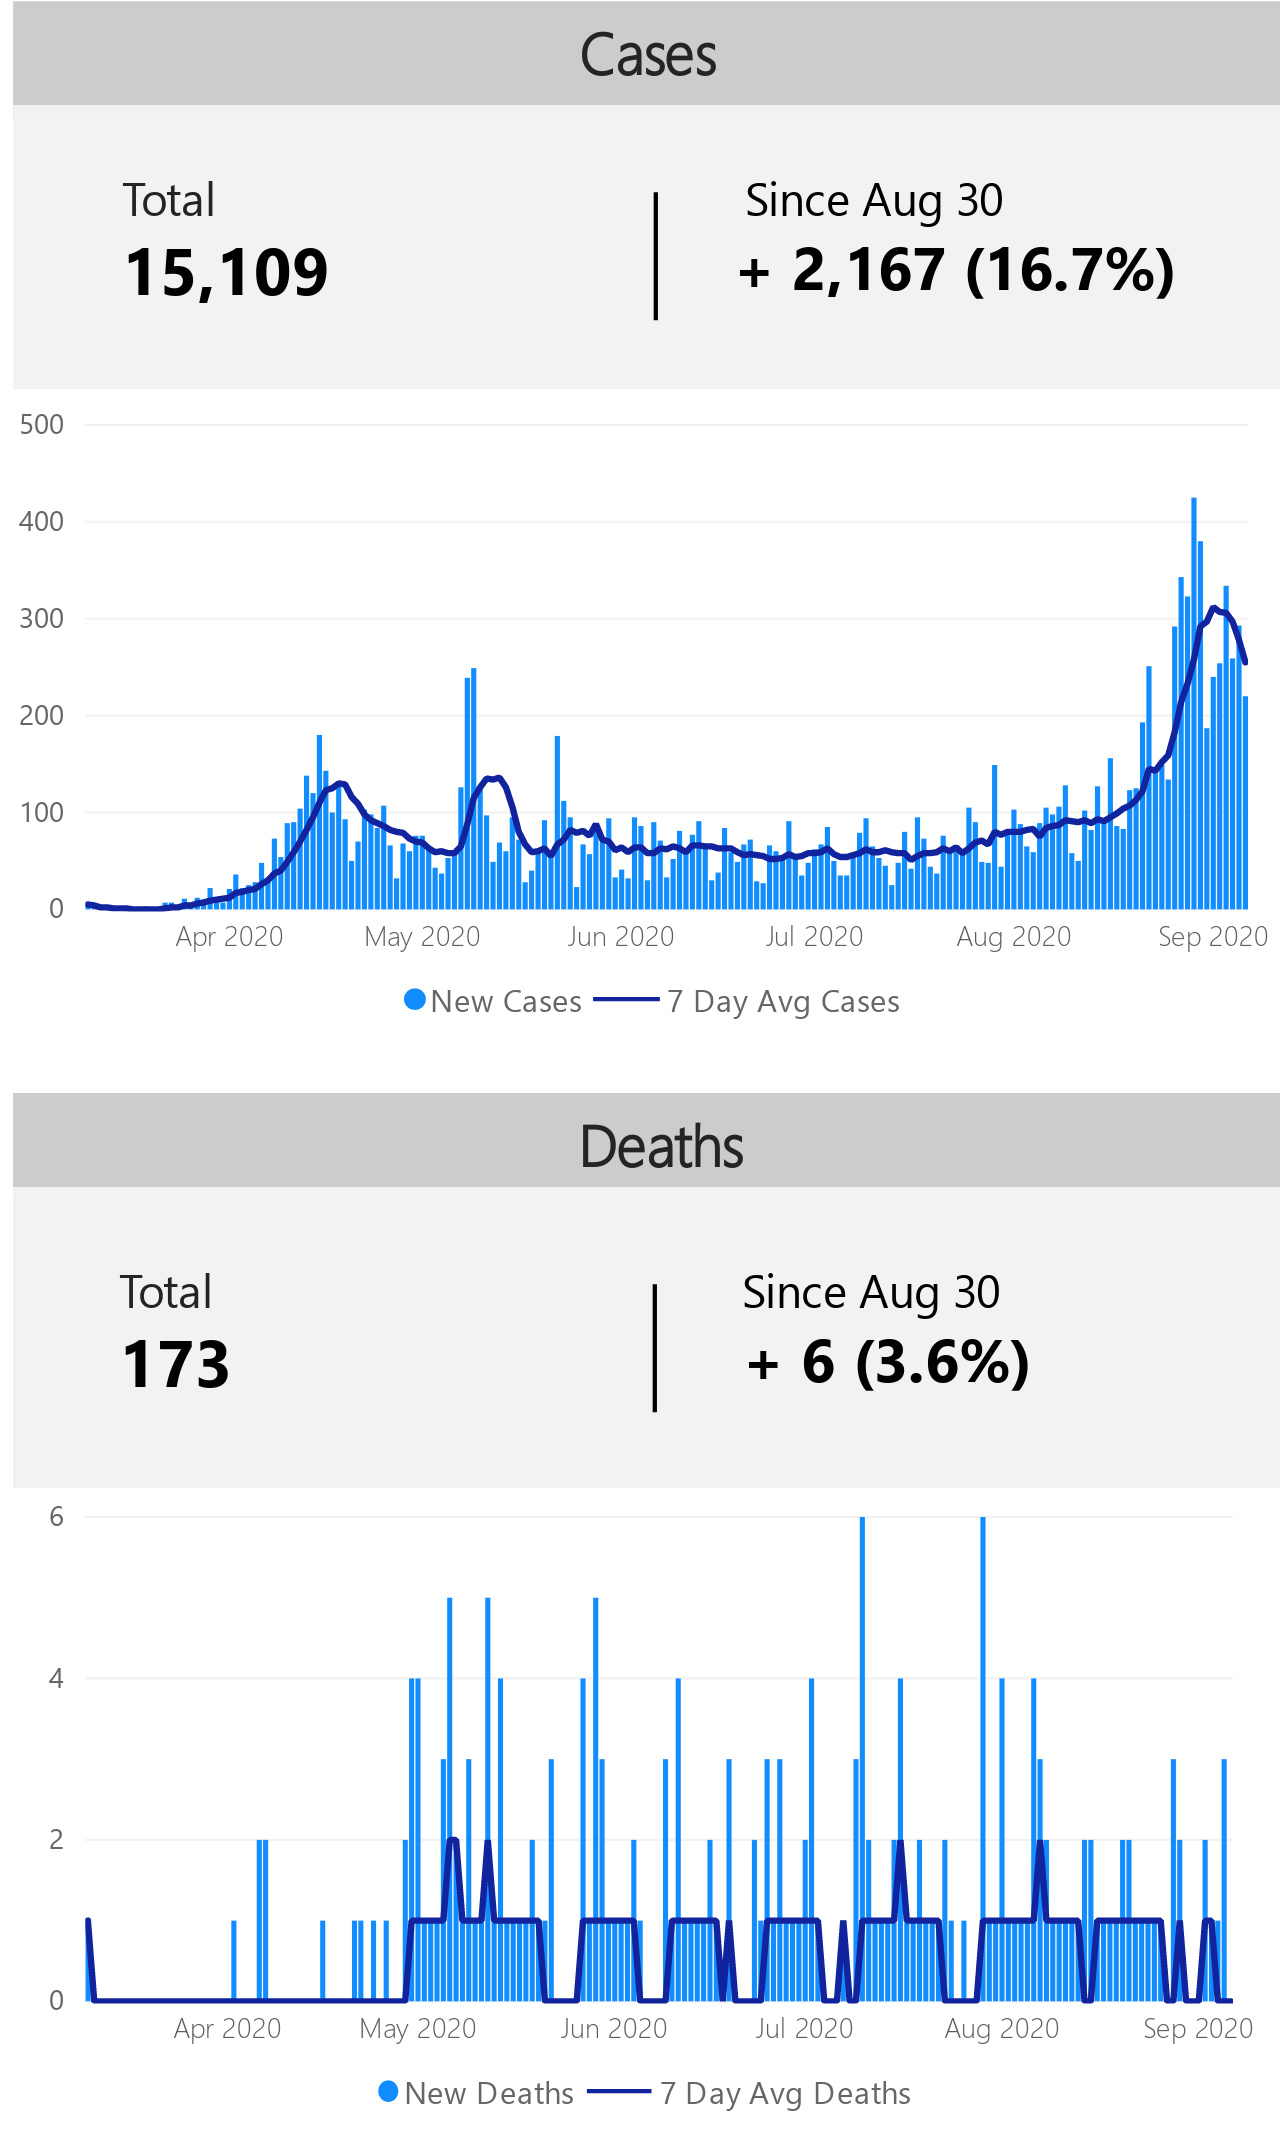 Cases
Total
Since Aug 30
15,109
+ 2,167 (16.7%)
500
400
300
200
100
0
Apr 2020 May 2020 Jun 2020 Jul 2020 Aug 2020 Sep 2020
New Cases 7 Day Avg Cases
Deaths
Total
Since Aug 30
173
+ 6 (3.6%)
6
4
2
0
Apr 2020 May 2020 Jun 2020 Jul 2020 Aug 2020 Sep 2020
New Deaths 7 Day Avg Deaths